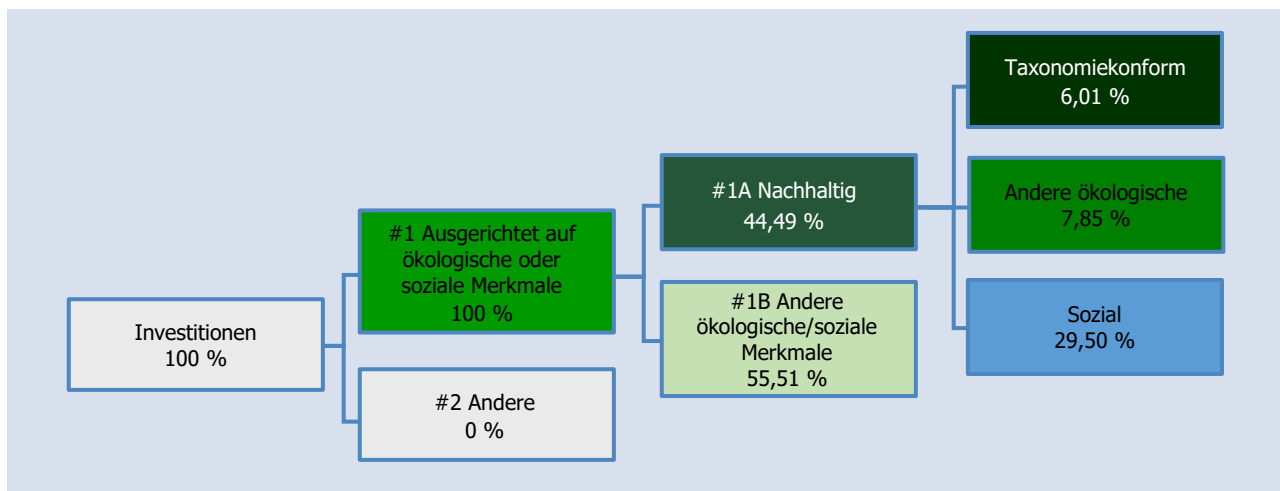 Investitionen
100 %
#1 Ausgerichtet auf
ökologische oder
soziale Merkmale
100 %
#2 Andere
0 %
#1A Nachhaltig
44,49 %
#1B Andere
ökologische/soziale
Merkmale
55,51 %
Taxonomiekonform
6,01 %
Andere ökologische
7,85 %
Sozial
29,50 %